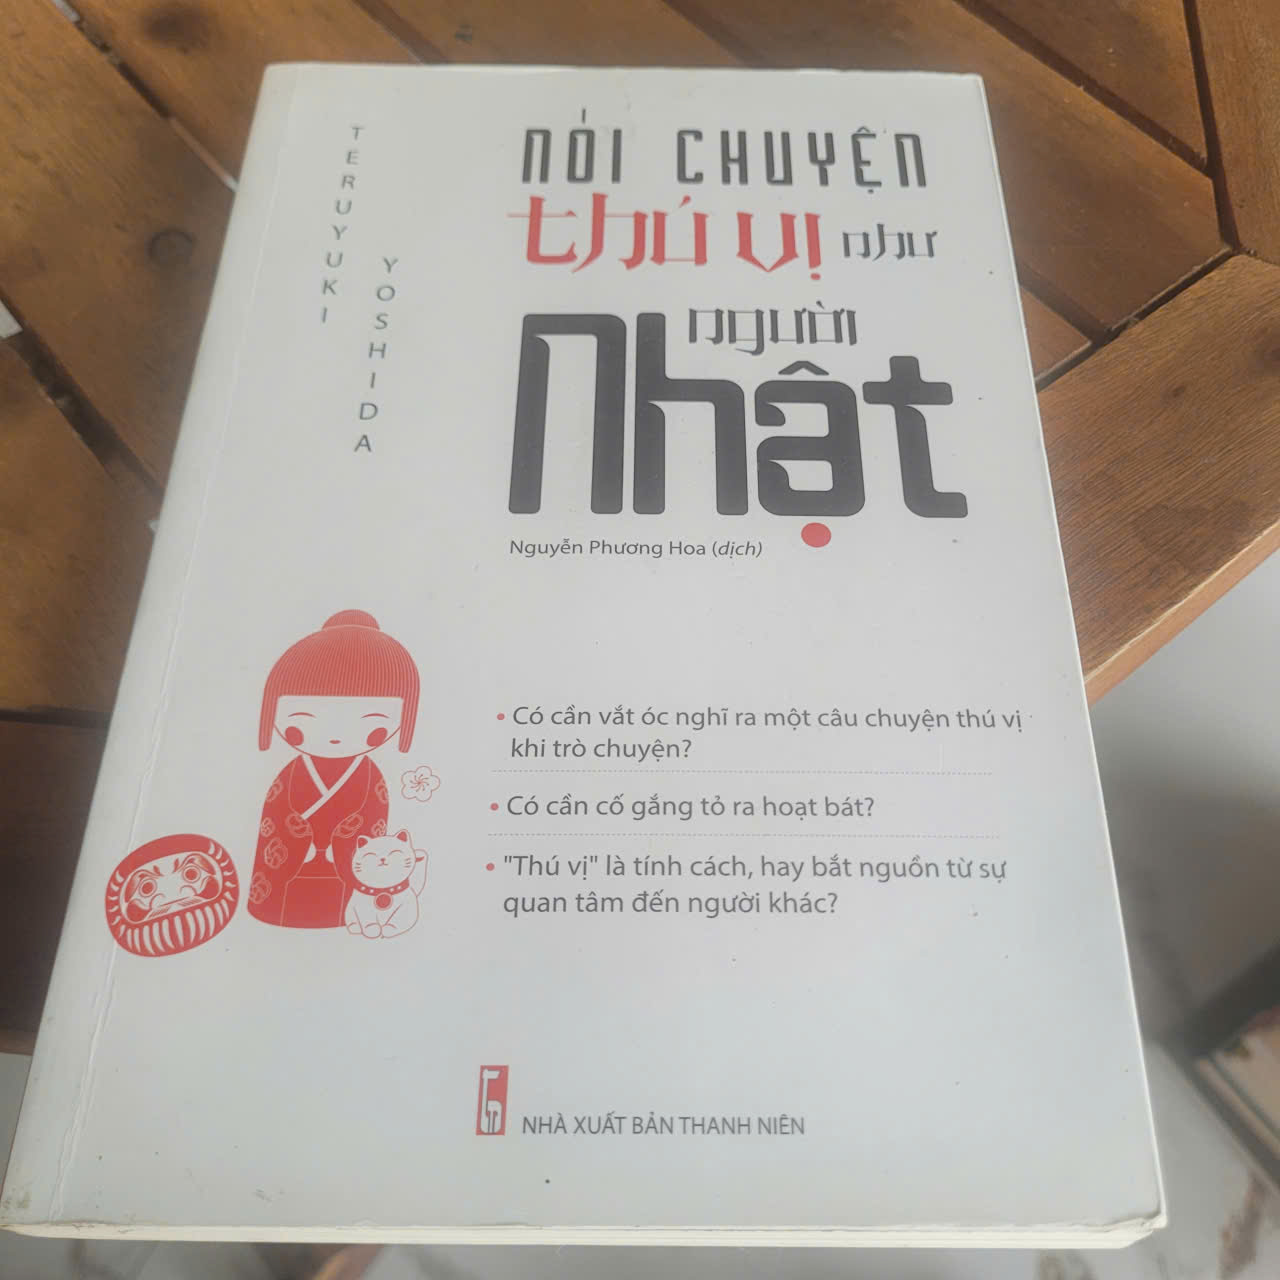 TERUYUKI
YOSHIDA
NÓI CHUYỆN
thú vị như
người
Nhật
Nguyễn Phương Hoa (dịch)
• Có cần vắt óc nghĩ ra một câu chuyện thú vị
khi trò chuyện?
• Có cần cố gắng tỏ ra hoạt bát?
• "Thú vị" là tính cách, hay bắt nguồn từ sự
quan tâm đến người khác?
NHÀ XUẤT BẢN THANH NIÊN